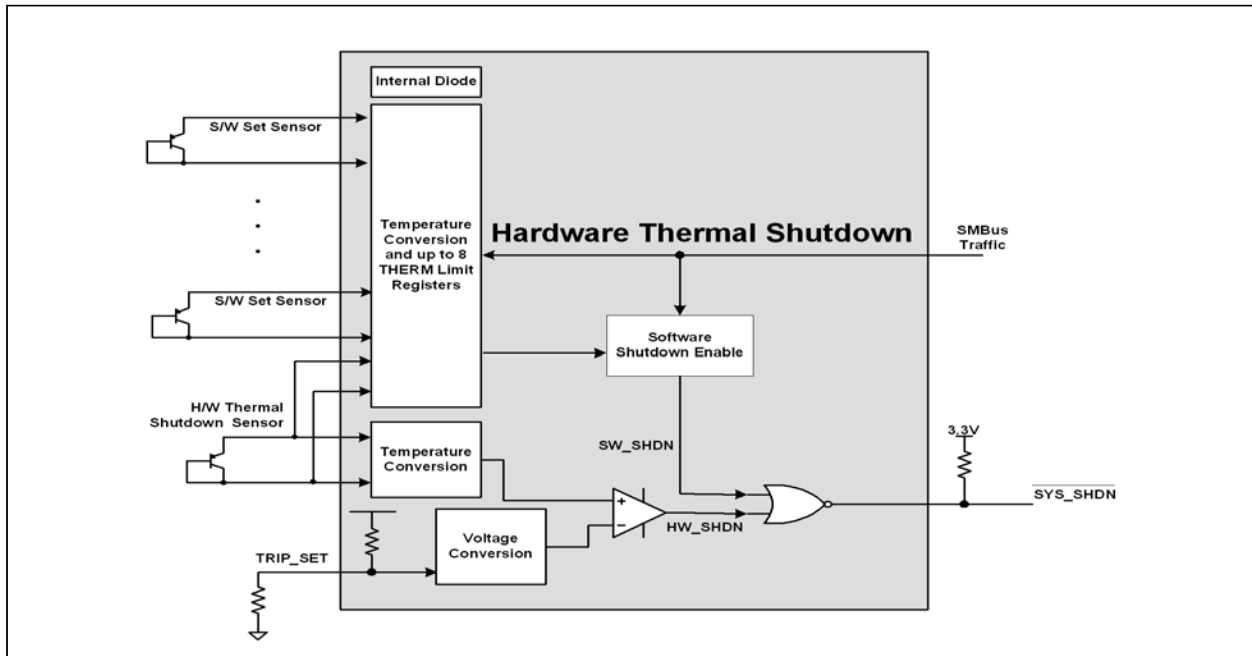 Internal Diode
S/W Set Sensor
Temperature
Conversion
and up to 8
THERM Limit
Registers
Hardware Thermal Shutdown
SMBus
Traffic
S/W Set Sensor
Software
Shutdown Enable
H/W Thermal
Shutdown Sensor
Temperature
Conversion
SW_SHDN
3.3V
SYS_SHDN
HW_SHDN
Voltage
Conversion
TRIP_SET
+
−